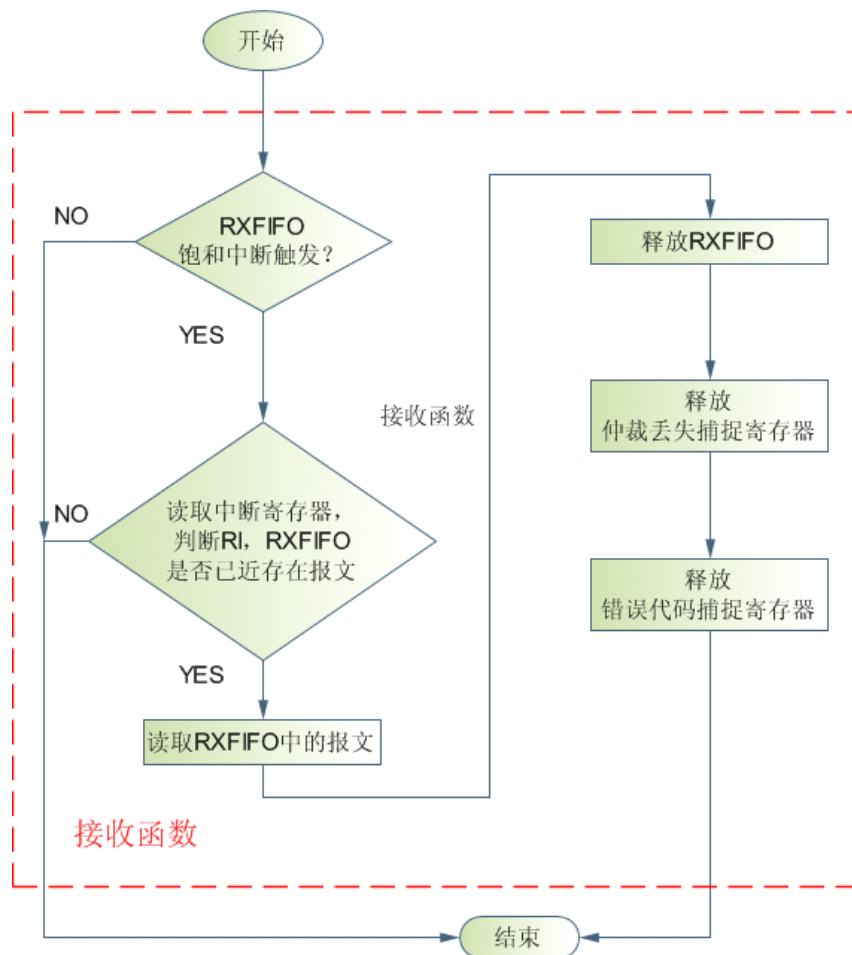 开始
NO
RXFIFO
饱和中断触发？
YES
NO
读取中断寄存器，
判断RI，RXFIFO
是否已近存在报文
YES
读取RXFIFO中的报文
接收函数
接收函数
释放RXFIFO
释放
仲裁丢失捕捉寄存器
释放
错误代码捕捉寄存器
结束